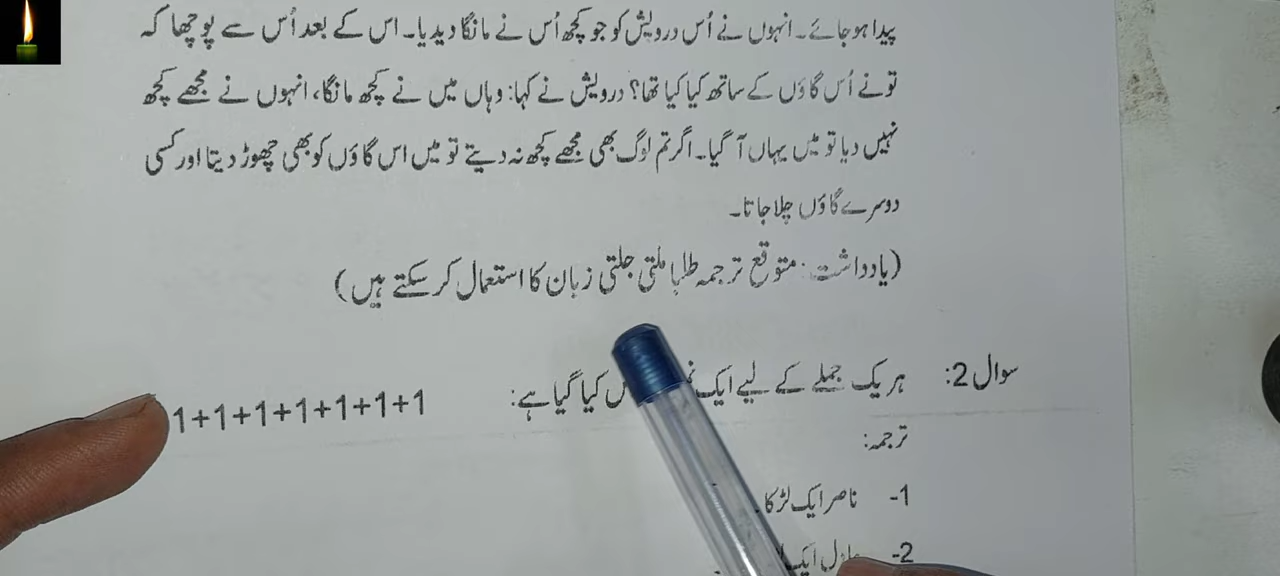 پیدا ہو جائے۔ انہوں نے اُس درویش کو جو کچھ اُس نے مانگا دیدیا۔ اس کے بعد اُس سے پوچھا کہ
تونے اُس گاؤں کے ساتھ کیا کیا تھا؟ درویش نے کہا: وہاں میں نے کچھ مانگا، انہوں نے مجھے کچھ
نہیں دیا تو میں یہاں آ گیا۔ اگر تم لوگ بھی مجھے کچھ نہ دیتے تو میں اس گاؤں کو بھی چھوڑ دیتا اور کسی
دوسرے گاؤں چلا جاتا۔
(یادداشت: متوقع ترجمہ طلبا ملتی جلتی زبان کا استعمال کر سکتے ہیں)
سوال 2: ہر یک جملے کے لیے ایک کیا گیا ہے: 1+1+1+1+1+1+1
ترجمہ:
1- ناصر ایک لڑکا
2- ایک